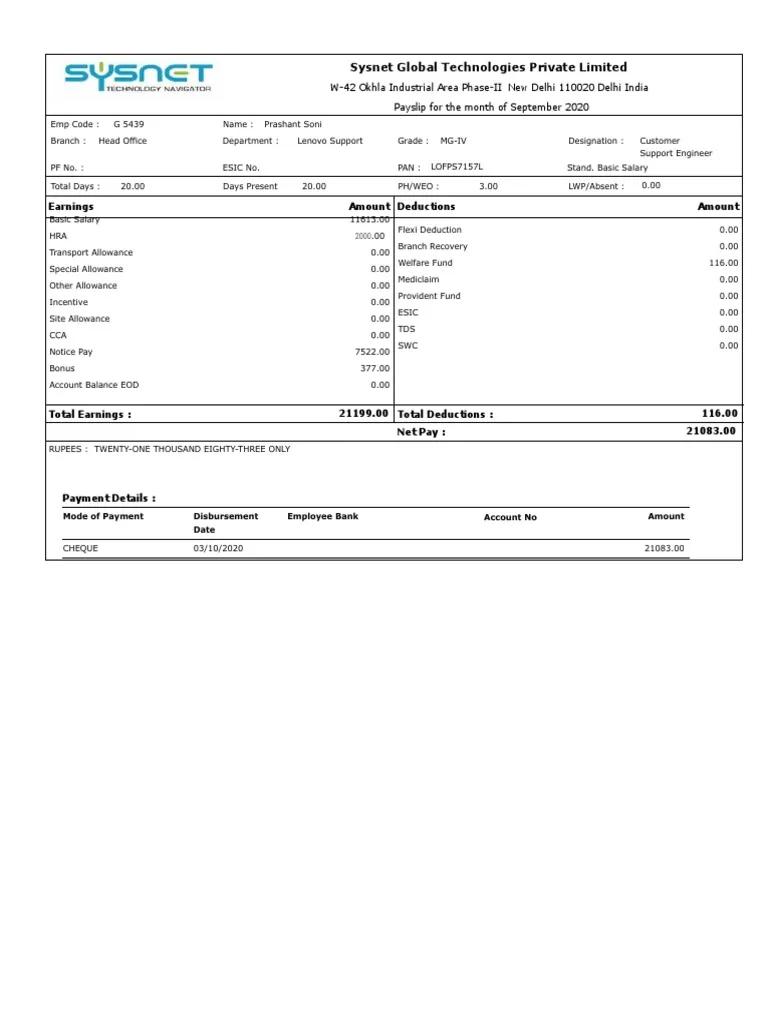 SYSNET
TECHNOLOGY NAVIGATOR
Sysnet Global Technologies Private Limited
W-42 Okhla Industrial Area Phase-II New Delhi 110020 Delhi India
Payslip for the month of September 2020
Emp Code : G 5439 Name : Prashant Soni
Branch : Head Office Department : Lenovo Support Grade : MG-IV Designation : Customer
Support Engineer
PF No. : ESIC No. PAN : LOFPS7157L Stand. Basic Salary
Total Days : 20.00 Days Present 20.00 PH/WEO : 3.00 LWP/Absent : 0.00
Earnings Amount Deductions Amount
Basic Salary 11613.00
Flexi Deduction 0.00
HRA 2000.00
Branch Recovery 0.00
Transport Allowance 0.00
Welfare Fund 116.00
Special Allowance 0.00
Mediclaim 0.00
Other Allowance 0.00
Provident Fund 0.00
Incentive 0.00
ESIC 0.00
Site Allowance 0.00
TDS 0.00
CCA 0.00
SWC 0.00
Notice Pay 7522.00
Bonus 377.00
Account Balance EOD 0.00
Total Earnings : 21199.00 Total Deductions : 116.00
Net Pay : 21083.00
RUPEES : TWENTY-ONE THOUSAND EIGHTY-THREE ONLY
Payment Details :
Mode of Payment Disbursement Employee Bank Account No Amount
Date
CHEQUE 03/10/2020 21083.00